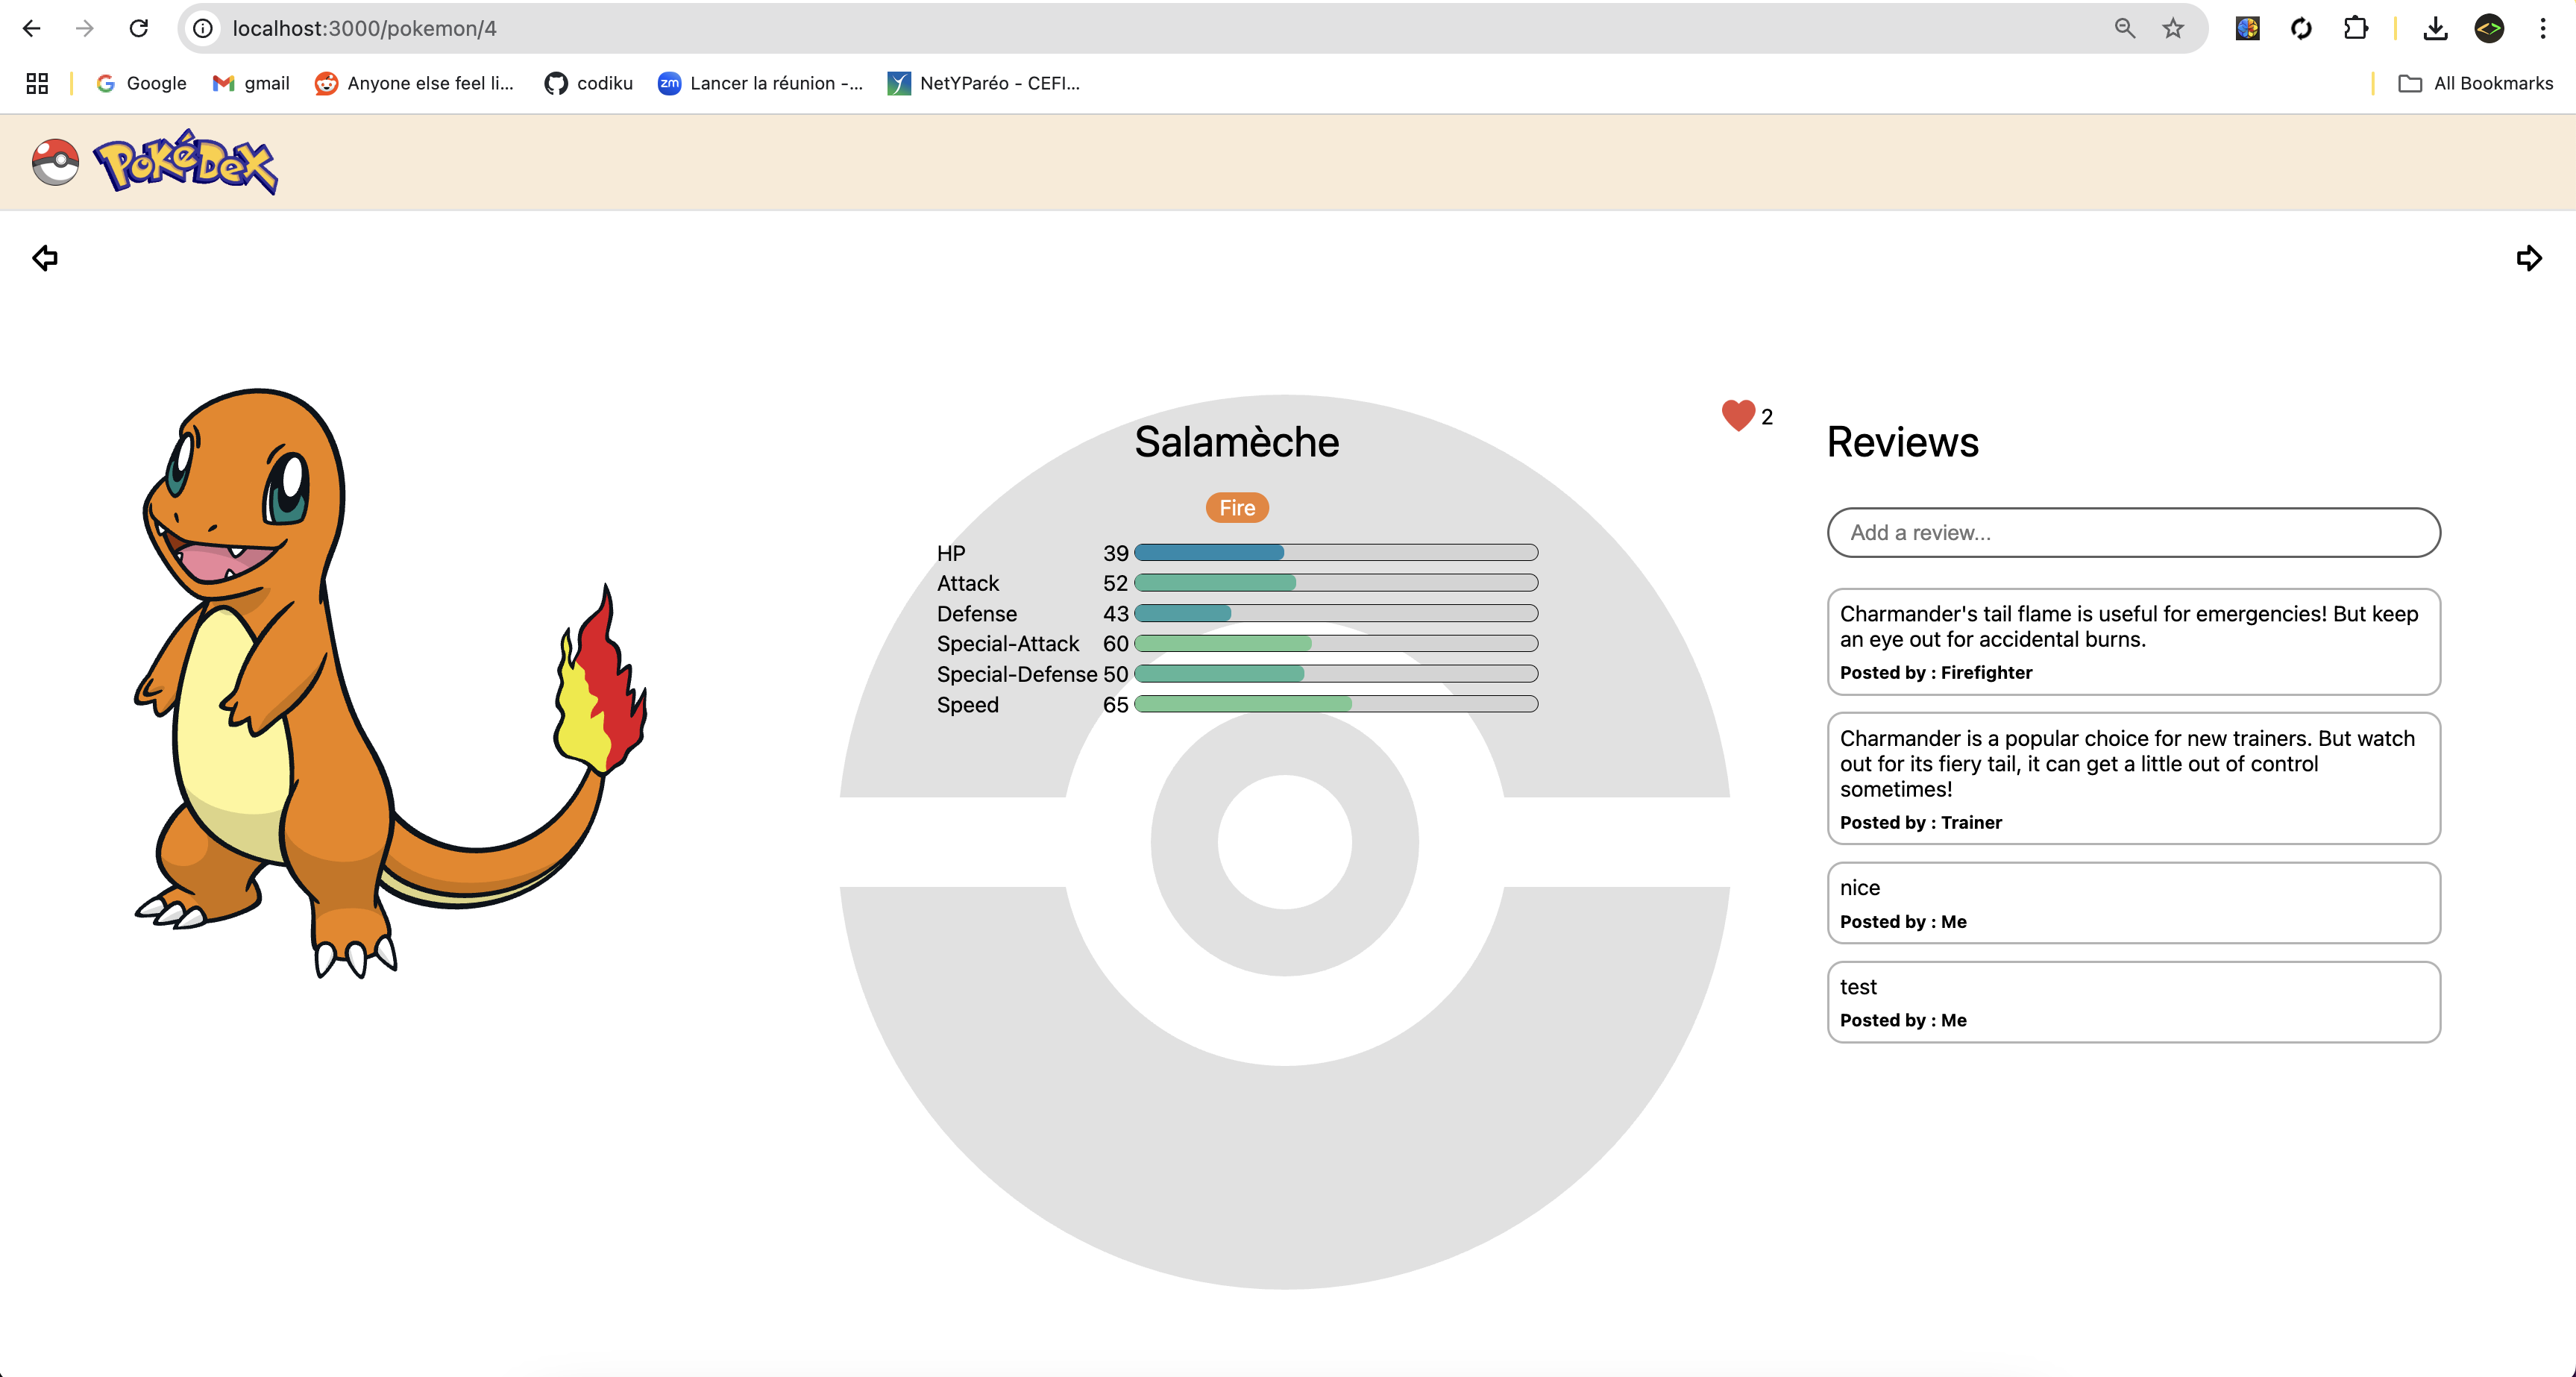 localhost:3000/pokemon/4
Google
gmail
Anyone else feel li...
codiku
zm
Lancer la réunion -...
NetYParéo - CEFI...
All Bookmarks
PoKéDeX
Salamèche
2
Fire
HP 39
Attack 52
Defense 43
Special-Attack 60
Special-Defense 50
Speed 65
Reviews
Add a review...
Charmander's tail flame is useful for emergencies! But keep
an eye out for accidental burns.
Posted by : Firefighter
Charmander is a popular choice for new trainers. But watch
out for its fiery tail, it can get a little out of control
sometimes!
Posted by : Trainer
nice
Posted by : Me
test
Posted by : Me